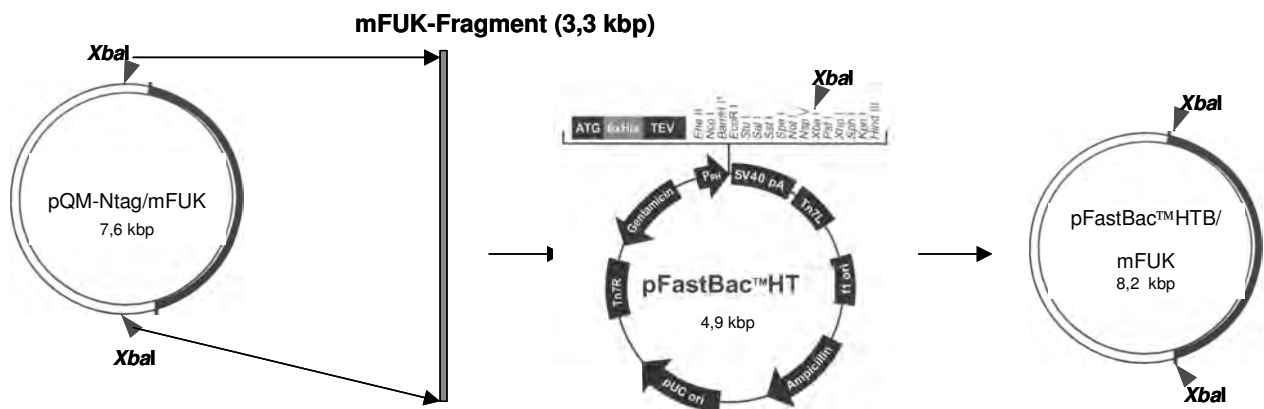 mFUK-Fragment (3,3 kbp)
XbaI
pQM-Ntag/mFUK
7,6 kbp
XbaI
XbaI
ATG 6xHis TEV
Ehe II
Nco I
BamH I*
EcoR I
Stu I
Sal I
Sst I
Spe I
Not I
Nsp V
Xba I
Pst I
Xho I
Kpn I
Hind III
PPH
SV40 pA
Tn7L
f1 ori
Ampicillin
pUC ori
Tn7R
Gentamicin
pFastBac™HT
4,9 kbp
XbaI
pFastBac™HTB/
mFUK
8,2 kbp
XbaI